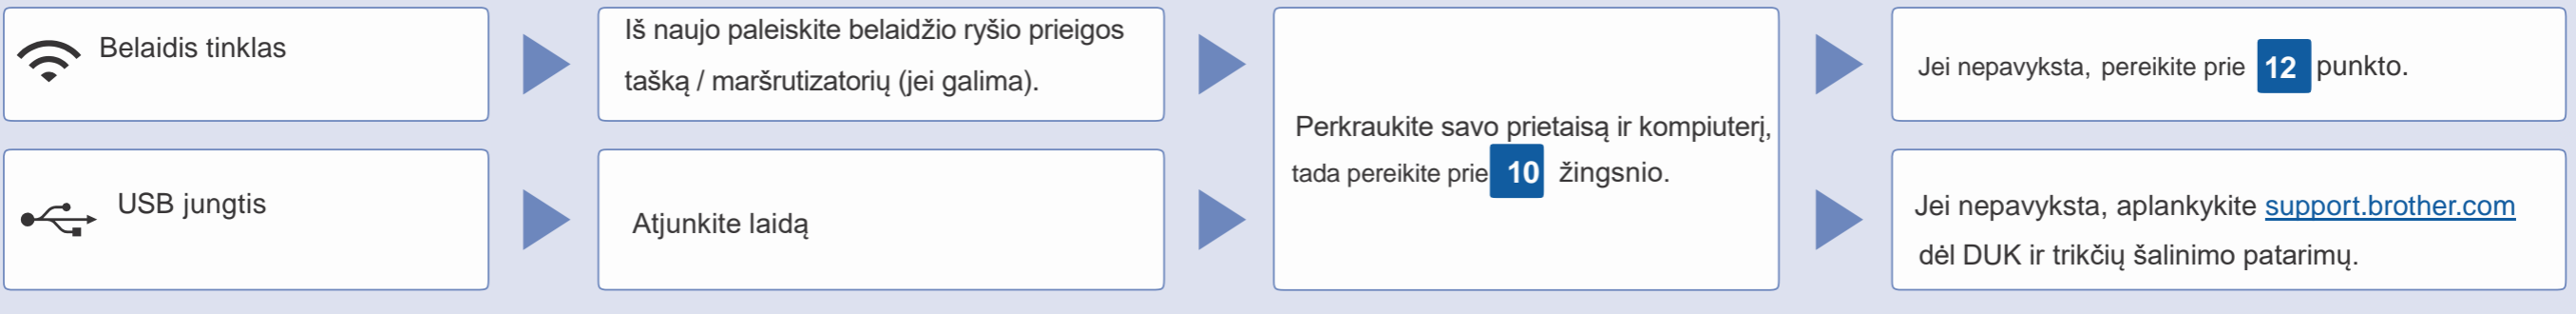 Belaidis tinklas
Iš naujo paleiskite belaidžio ryšio prieigos
tašką / maršrutizatorių (jei galima).
Perkraukite savo prietaisą ir kompiuterį,
tada pereikite prie 10 žingsnio.
Jei nepavyksta, pereikite prie 12 punkto.
USB jungtis
Atjunkite laidą
Jei nepavyksta, aplankykite support.brother.com
dėl DUK ir trikčių šalinimo patarimų.